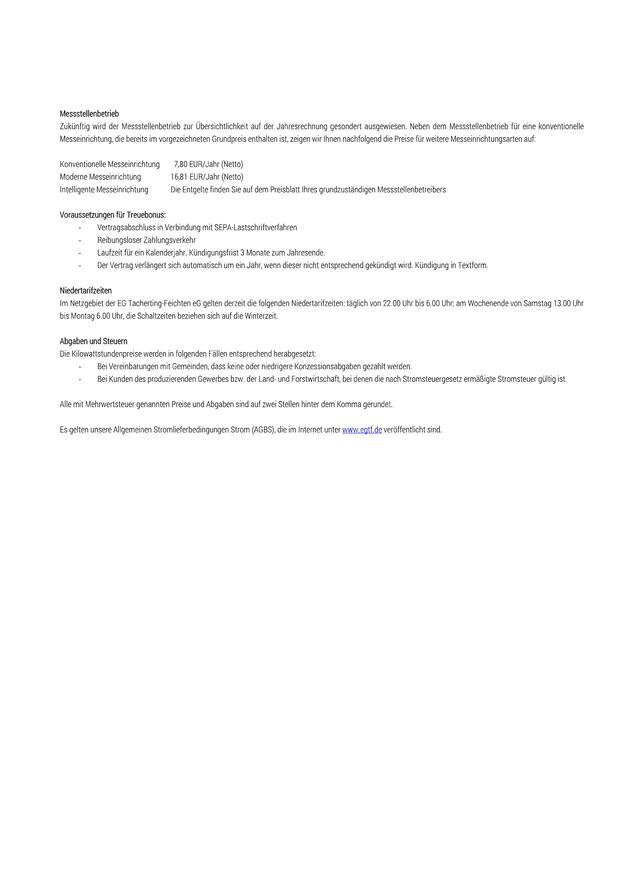 Messstellenbetrieb
Zukünftig wird der Messstellenbetrieb zur Übersichtlichkeit auf der Jahresrechnung gesondert ausgewiesen. Neben dem Messstellenbetrieb für eine konventionelle
Messeinrichtung, die bereits im vorgezeichneten Grundpreis enthalten ist, zeigen wir Ihnen nachfolgend die Preise für weitere Messeinrichtungsarten auf:
Konventionelle Messeinrichtung 7,80 EUR/Jahr (Netto)
Moderne Messeinrichtung 16,81 EUR/Jahr (Netto)
Intelligente Messeinrichtung Die Entgelte finden Sie auf dem Preisblatt Ihres grundzuständigen Messstellenbetreibers
Voraussetzungen für Treuebonus:
- Vertragsabschluss in Verbindung mit SEPA-Lastschriftverfahren
- Reibungsloser Zahlungsverkehr
- Laufzeit für ein Kalenderjahr. Kündigungsfrist 3 Monate zum Jahresende.
- Der Vertrag verlängert sich automatisch um ein Jahr, wenn dieser nicht entsprechend gekündigt wird. Kündigung in Textform.
Niedertarifzeiten
Im Netzgebiet der EG Tacherting-Feichten eG gelten derzeit die folgenden Niedertarifzeiten: täglich von 22.00 Uhr bis 6.00 Uhr; am Wochenende von Samstag 13.00 Uhr
bis Montag 6.00 Uhr, die Schaltzeiten beziehen sich auf die Winterzeit.
Abgaben und Steuern
Die Kilowattstundenpreise werden in folgenden Fällen entsprechend herabgesetzt:
- Bei Vereinbarungen mit Gemeinden, dass keine oder niedrigere Konzessionsabgaben gezahlt werden.
- Bei Kunden des produzierenden Gewerbes bzw. der Land- und Forstwirtschaft, bei denen die nach Stromsteuergesetz ermäßigte Stromsteuer gültig ist.
Alle mit Mehrwertsteuer genannten Preise und Abgaben sind auf zwei Stellen hinter dem Komma gerundet.
Es gelten unsere Allgemeinen Stromlieferbedingungen Strom (AGBS), die im Internet unter www.egtf.de veröffentlicht sind.